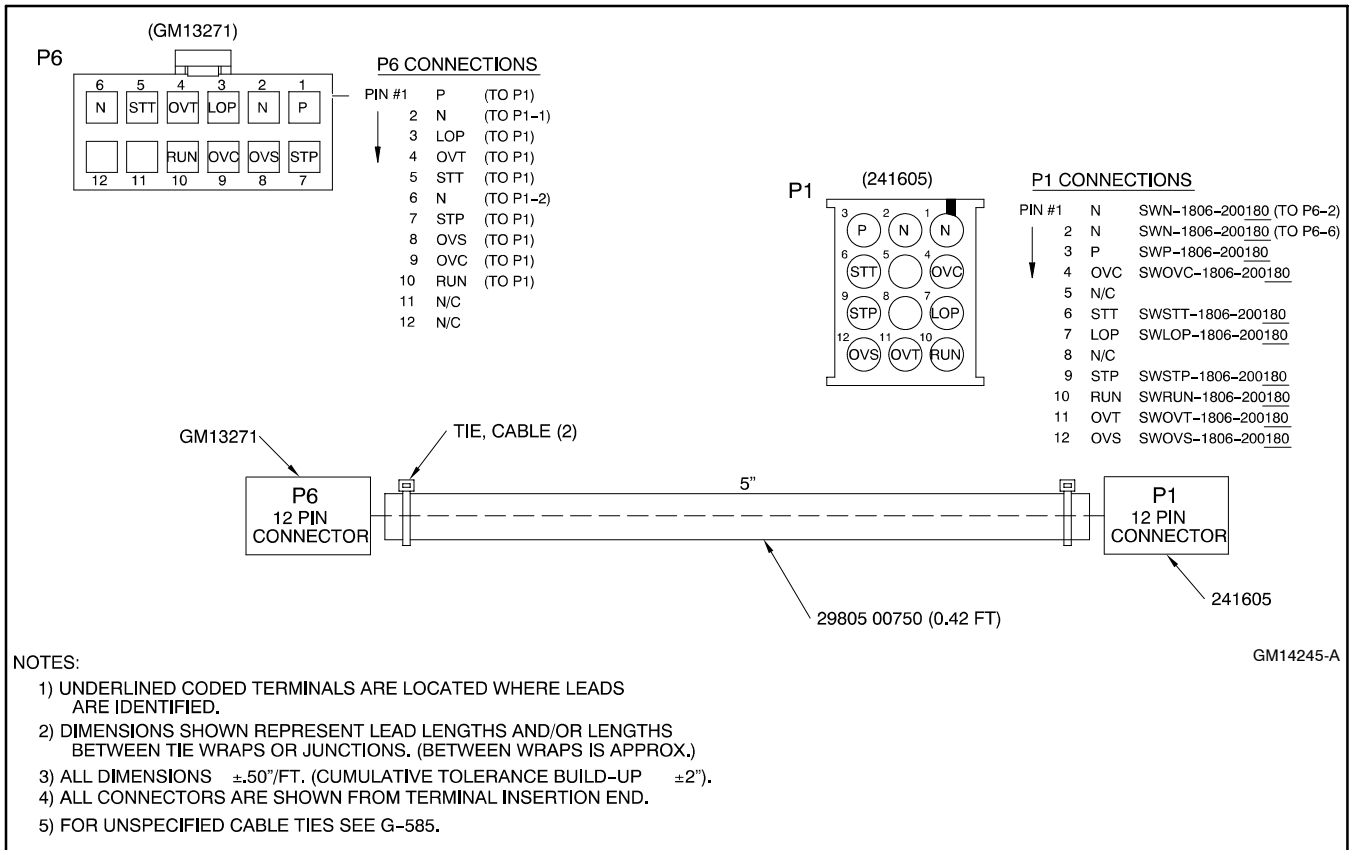 (GM13271)
P6
6 5 4 3 2 1
N STT OVT LOP N P
RUN OVC OVS STP
12 11 10 9 8 7
P6 CONNECTIONS
PIN #1 P (TO P1)
2 N (TO P1-1)
3 LOP (TO P1)
4 OVT (TO P1)
5 STT (TO P1)
6 N (TO P1-2)
7 STP (TO P1)
8 OVS (TO P1)
9 OVC (TO P1)
10 RUN (TO P1)
11 N/C
12 N/C
P1
(241605)
3 2 1
P N N
6 5 4
STT OVC
9 8 7
STP LOP
12 11 10
OVS OVT RUN
P1 CONNECTIONS
PIN #1 N SWN-1806-200180 (TO P6-2)
2 N SWN-1806-200180 (TO P6-6)
3 P SWP-1806-200180
4 OVC SWOVC-1806-200180
5 N/C
6 STT SWSTT-1806-200180
7 LOP SWLOP-1806-200180
8 N/C
9 STP SWSTP-1806-200180
10 RUN SWRUN-1806-200180
11 OVT SWOVT-1806-200180
12 OVS SWOVS-1806-200180
GM13271
TIE, CABLE (2)
P6
12 PIN
CONNECTOR
5"
P1
12 PIN
CONNECTOR
241605
29805 00750 (0.42 FT)
GM14245-A
NOTES:
1) UNDERLINED CODED TERMINALS ARE LOCATED WHERE LEADS
ARE IDENTIFIED.
2) DIMENSIONS SHOWN REPRESENT LEAD LENGTHS AND/OR LENGTHS
BETWEEN TIE WRAPS OR JUNCTIONS. (BETWEEN WRAPS IS APPROX.)
3) ALL DIMENSIONS ±.50"/FT. (CUMULATIVE TOLERANCE BUILD-UP ±2").
4) ALL CONNECTORS ARE SHOWN FROM TERMINAL INSERTION END.
5) FOR UNSPECIFIED CABLE TIES SEE G-585.